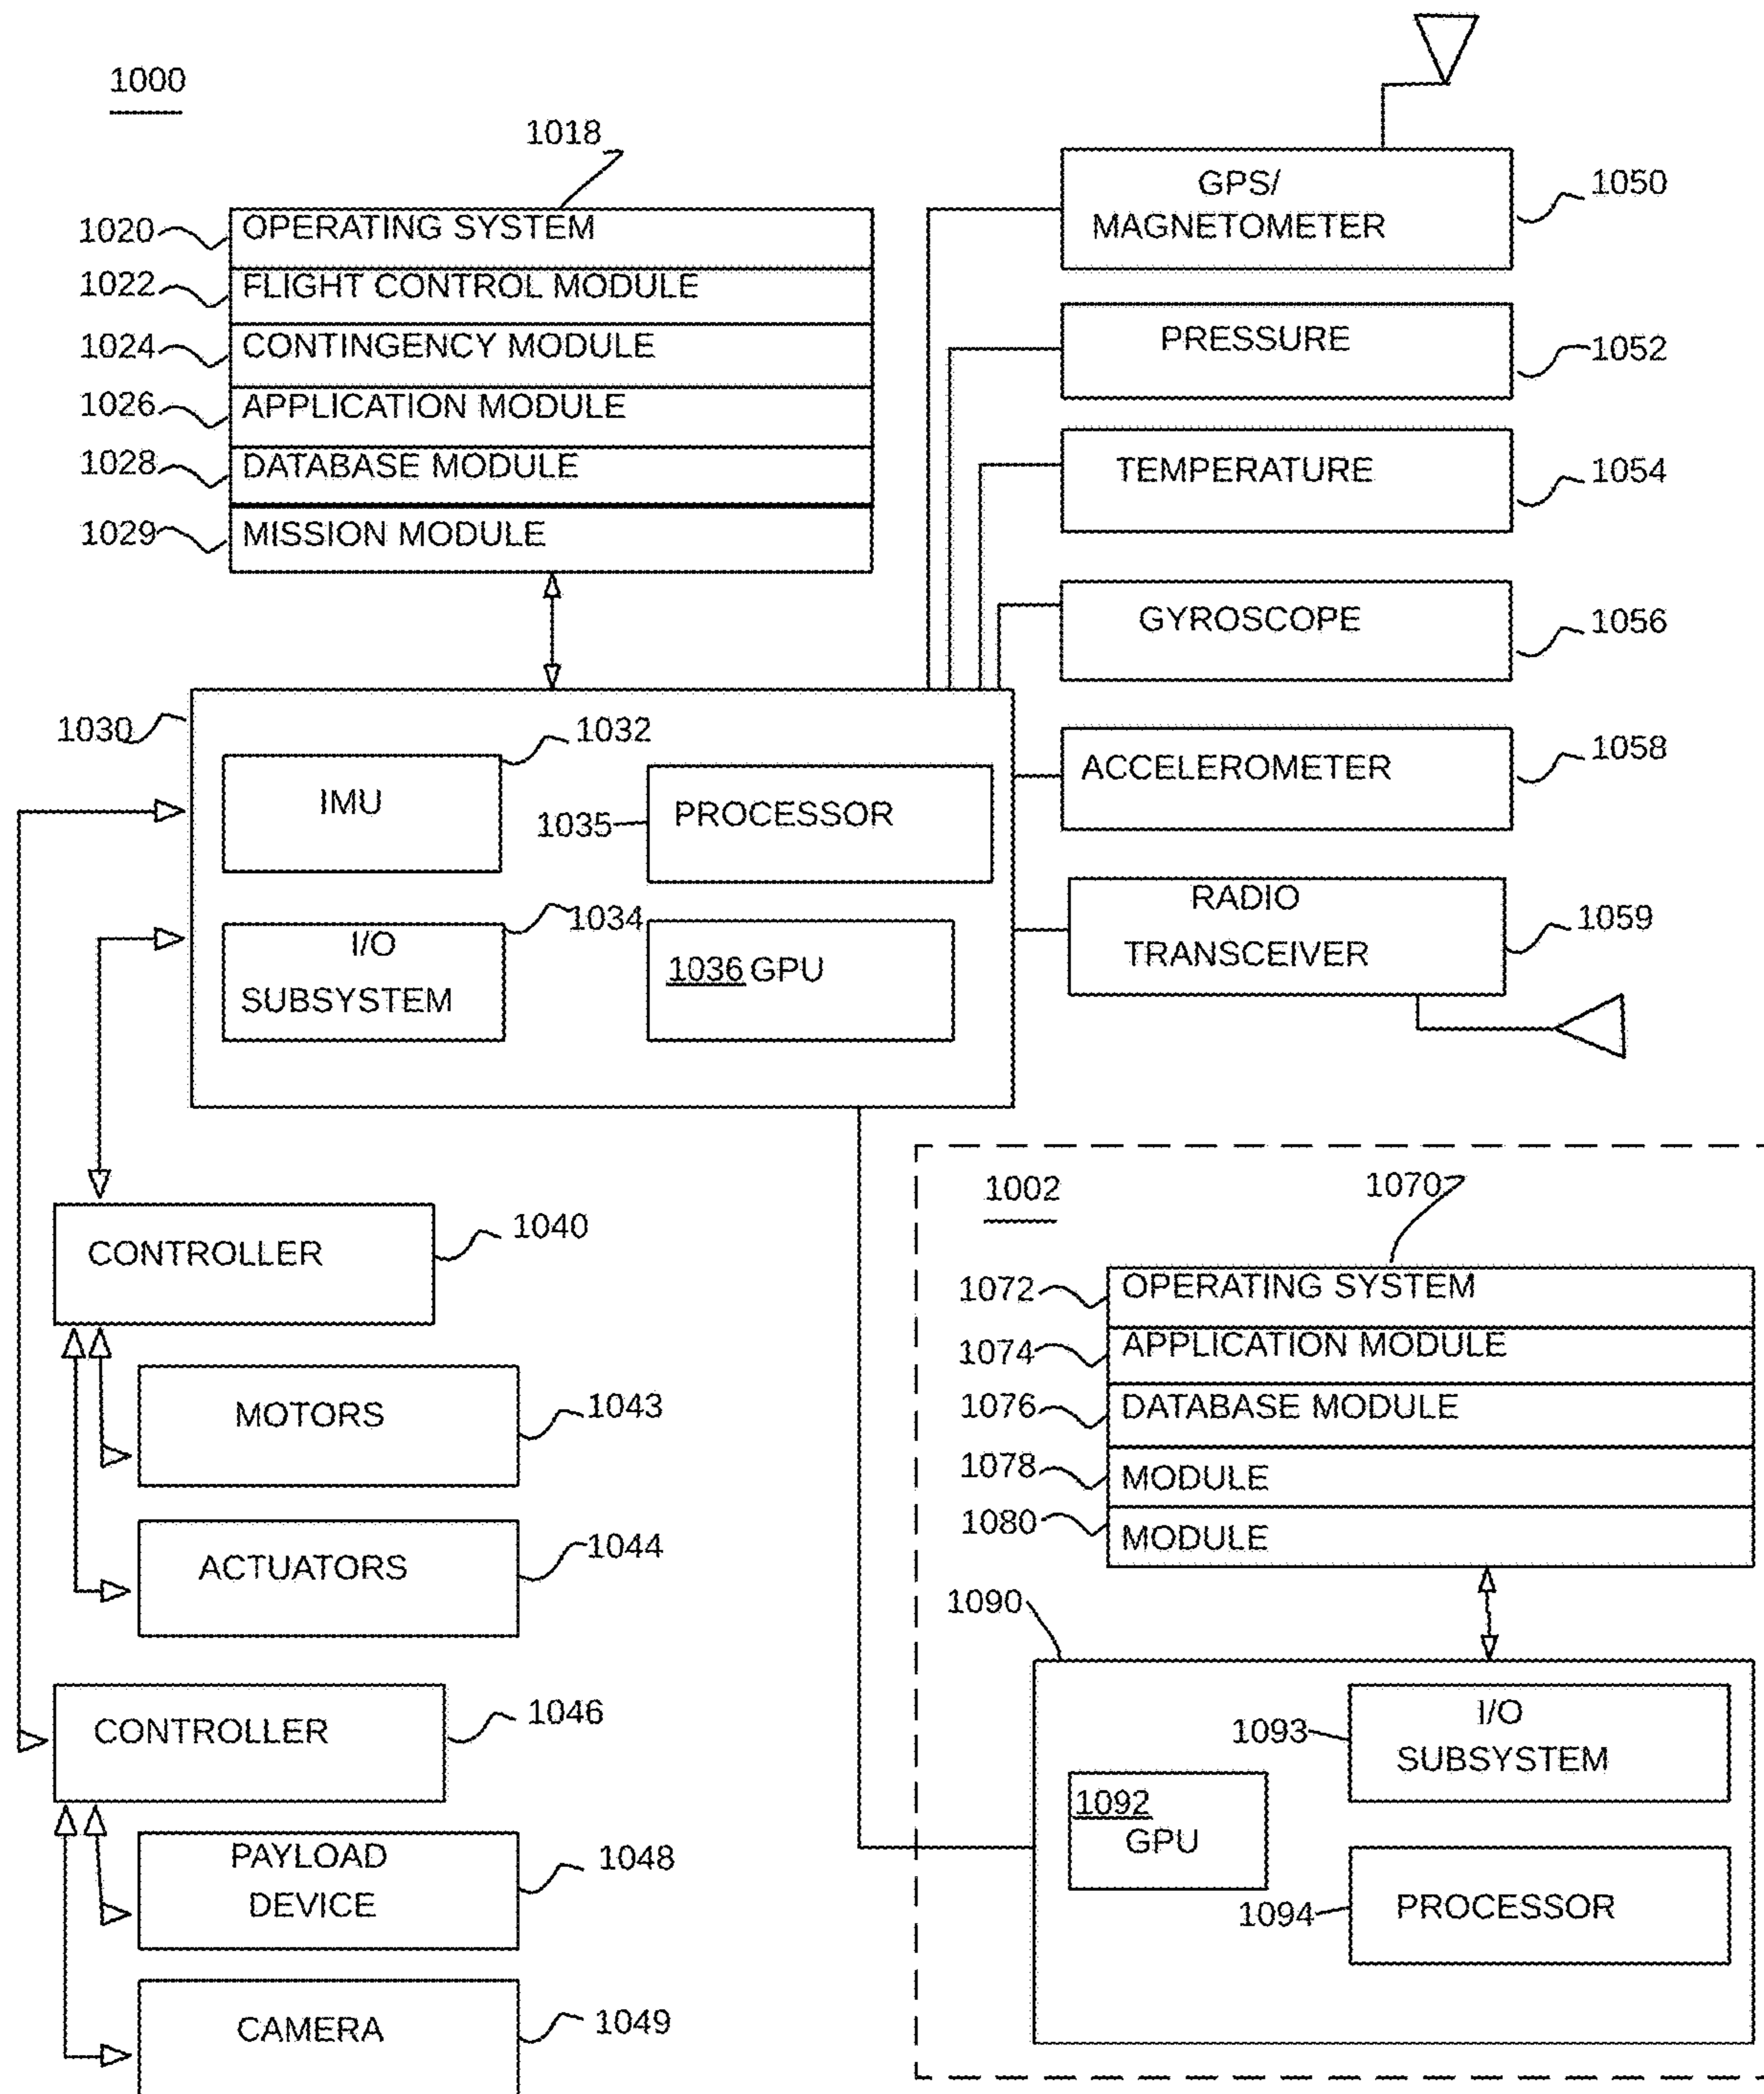 1000
1018
1020 OPERATING SYSTEM
1022 FLIGHT CONTROL MODULE
1024 CONTINGENCY MODULE
1026 APPLICATION MODULE
1028 DATABASE MODULE
1029 MISSION MODULE
GPS/
MAGNETOMETER
1050
PRESSURE
1052
TEMPERATURE
1054
GYROSCOPE
1056
ACCELEROMETER
1058
RADIO
TRANSCEIVER
1059
1030
1032
IMU
1035
PROCESSOR
1034
I/O
SUBSYSTEM
1036 GPU
CONTROLLER
1040
MOTORS
1043
ACTUATORS
1044
CONTROLLER
1046
PAYLOAD
DEVICE
1048
CAMERA
1049
1002
1070
1072 OPERATING SYSTEM
1074 APPLICATION MODULE
1076 DATABASE MODULE
1078 MODULE
1080 MODULE
1090
1093
I/O
SUBSYSTEM
1092
GPU
1094
PROCESSOR